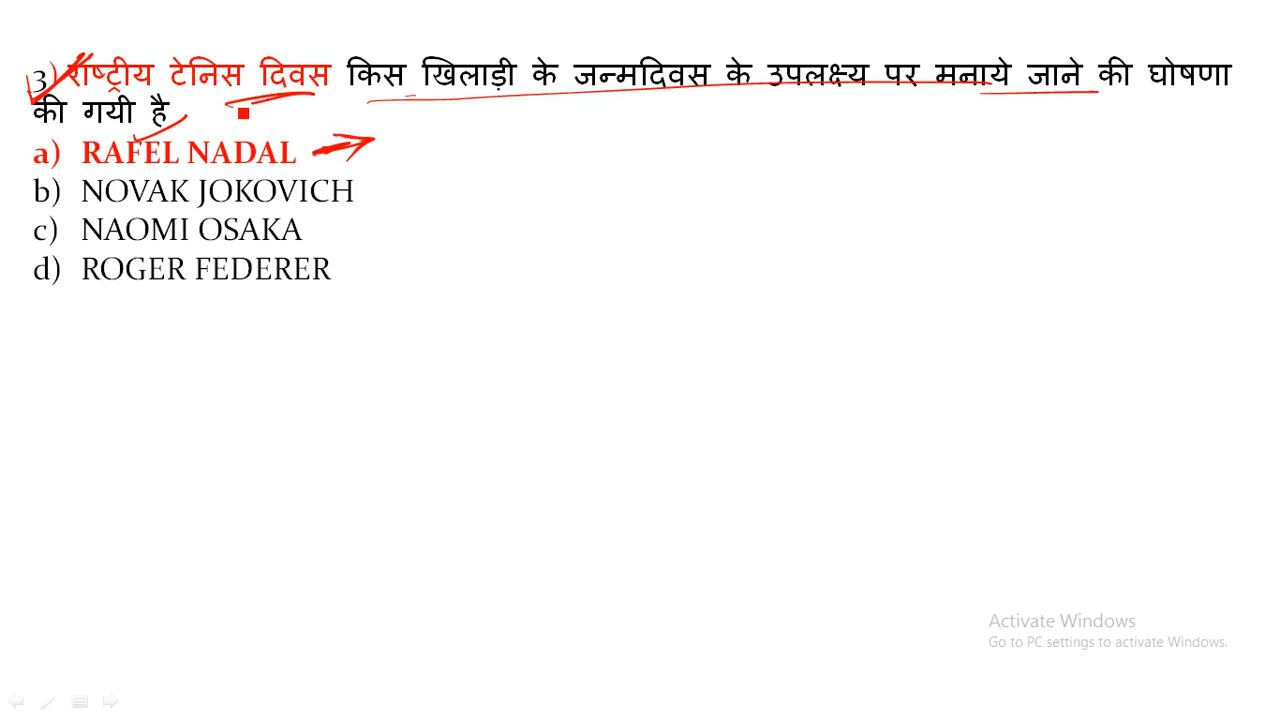 3) राष्ट्रीय टेनिस दिवस किस खिलाड़ी के जन्मदिवस के उपलक्ष्य पर मनाये जाने की घोषणा
की गयी है
a) RAFEL NADAL
b) NOVAK JOKOVICH
c) NAOMI OSAKA
d) ROGER FEDERER
Activate Windows
Go to PC settings to activate Windows.